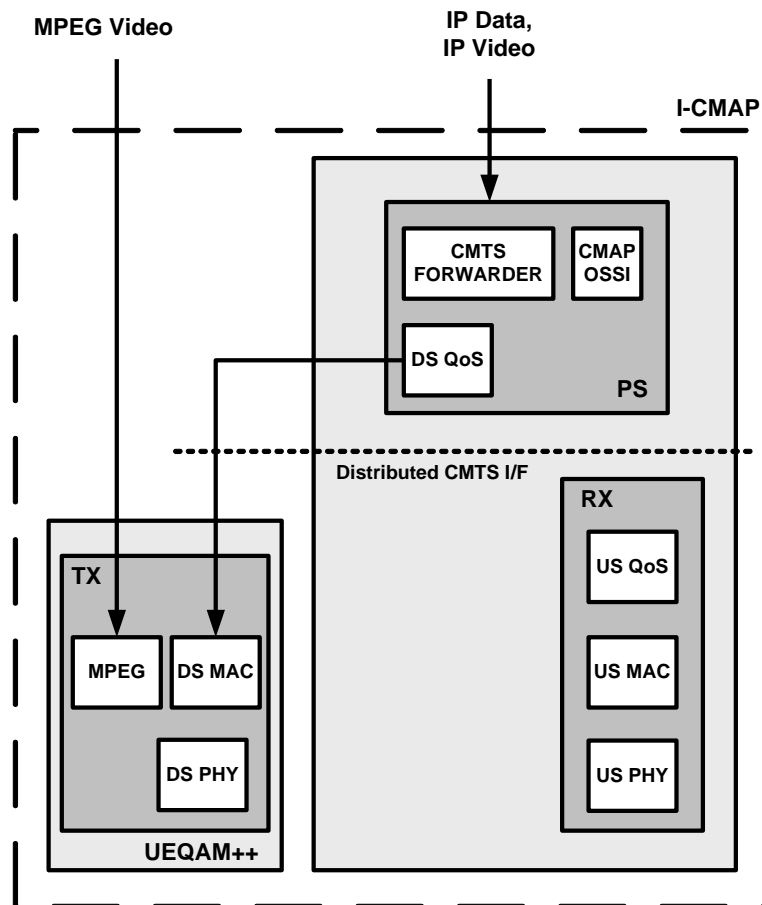 MPEG Video
IP Data,
IP Video
I-CMAP
CMTS
FORWARDER
CMAP
OSSI
DS QoS
PS
Distributed CMTS I/F
RX
US QoS
TX
MPEG
DS MAC
US MAC
DS PHY
US PHY
UEQAM++